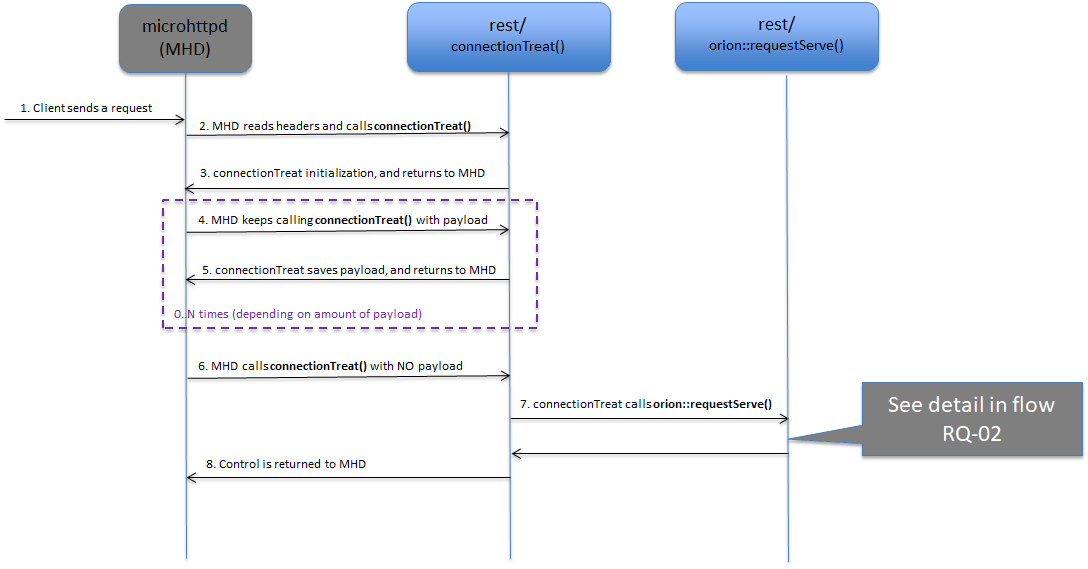 microhttpd
(MHD)
rest/
connectionTreat()
rest/
orion::requestServe()
1. Client sends a request
2. MHD reads headers and calls connectionTreat()
3. connectionTreat initialization, and returns to MHD
4. MHD keeps calling connectionTreat() with payload
5. connectionTreat saves payload, and returns to MHD
0..N times (depending on amount of payload)
6. MHD calls connectionTreat() with NO payload
7. connectionTreat calls orion::requestServe()
See detail in flow
RQ-02
8. Control is returned to MHD